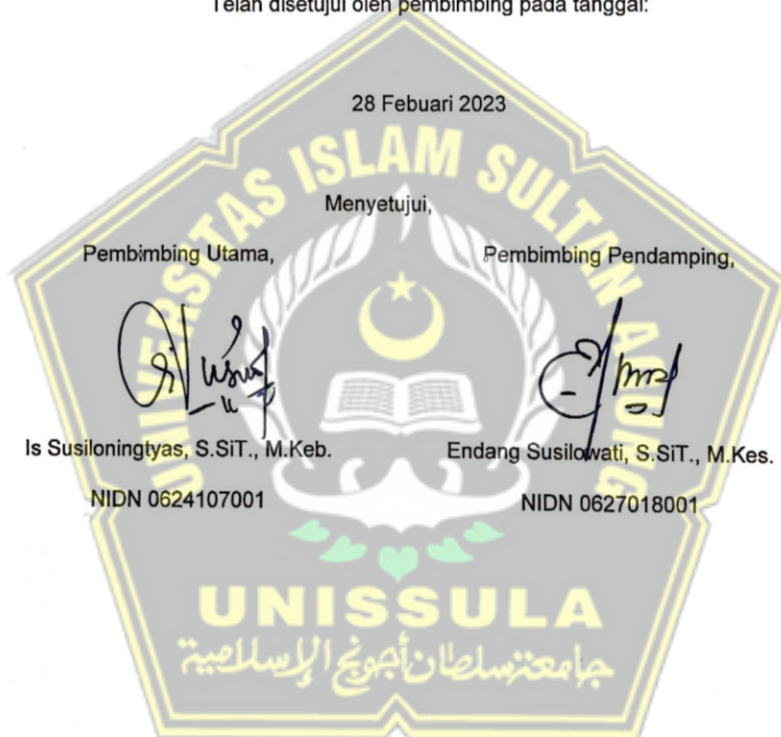 Telah disetujui oleh pembimbing pada tanggal:
28 Febuari 2023
Menyetujui,
Pembimbing Utama,
Pembimbing Pendamping,
Is Susiloningtyas, S.SiT., M.Keb.
Endang Susilowati, S.SiT., M.Kes.
NIDN 0624107001
NIDN 0627018001
UNIVERSITAS ISLAM SULTAN AGUNG
UNISSULA
جامعة سلطان أجونج الإسلامية